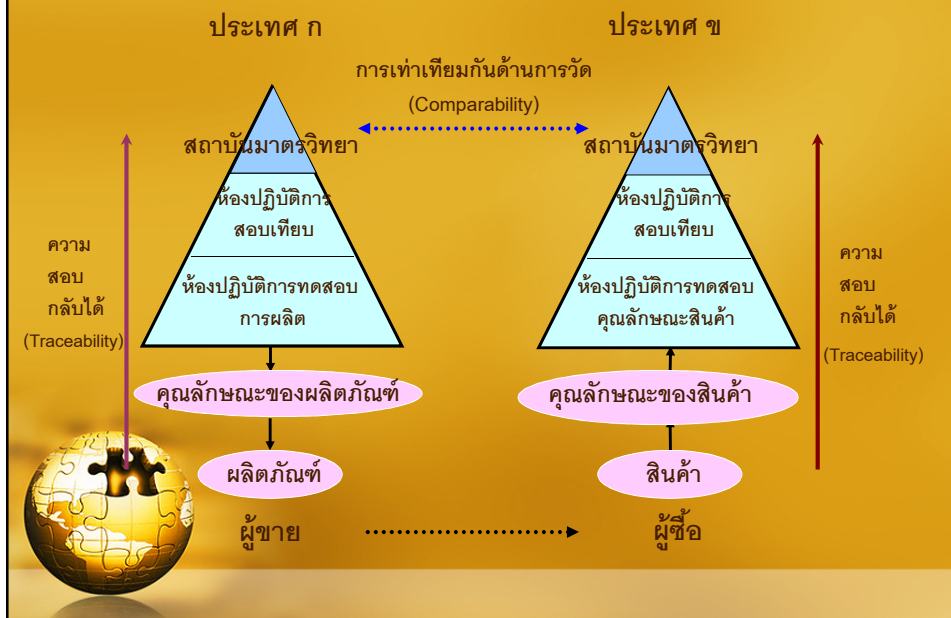 ประเทศ ก
ประเทศ ข
การเท่าเทียมกันด้านการวัด
(Comparability)
สถาบันมาตรวิทยา
ห้องปฏิบัติการ
สอบเทียบ
ห้องปฏิบัติการทดสอบ
การผลิต
ความ
สอบ
กลับได้
(Traceability)
คุณลักษณะของผลิตภัณฑ์
ผลิตภัณฑ์
ผู้ขาย
สถาบันมาตรวิทยา
ห้องปฏิบัติการ
สอบเทียบ
ห้องปฏิบัติการทดสอบ
คุณลักษณะสินค้า
ความ
สอบ
กลับได้
(Traceability)
คุณลักษณะของสินค้า
สินค้า
ผู้ซื้อ